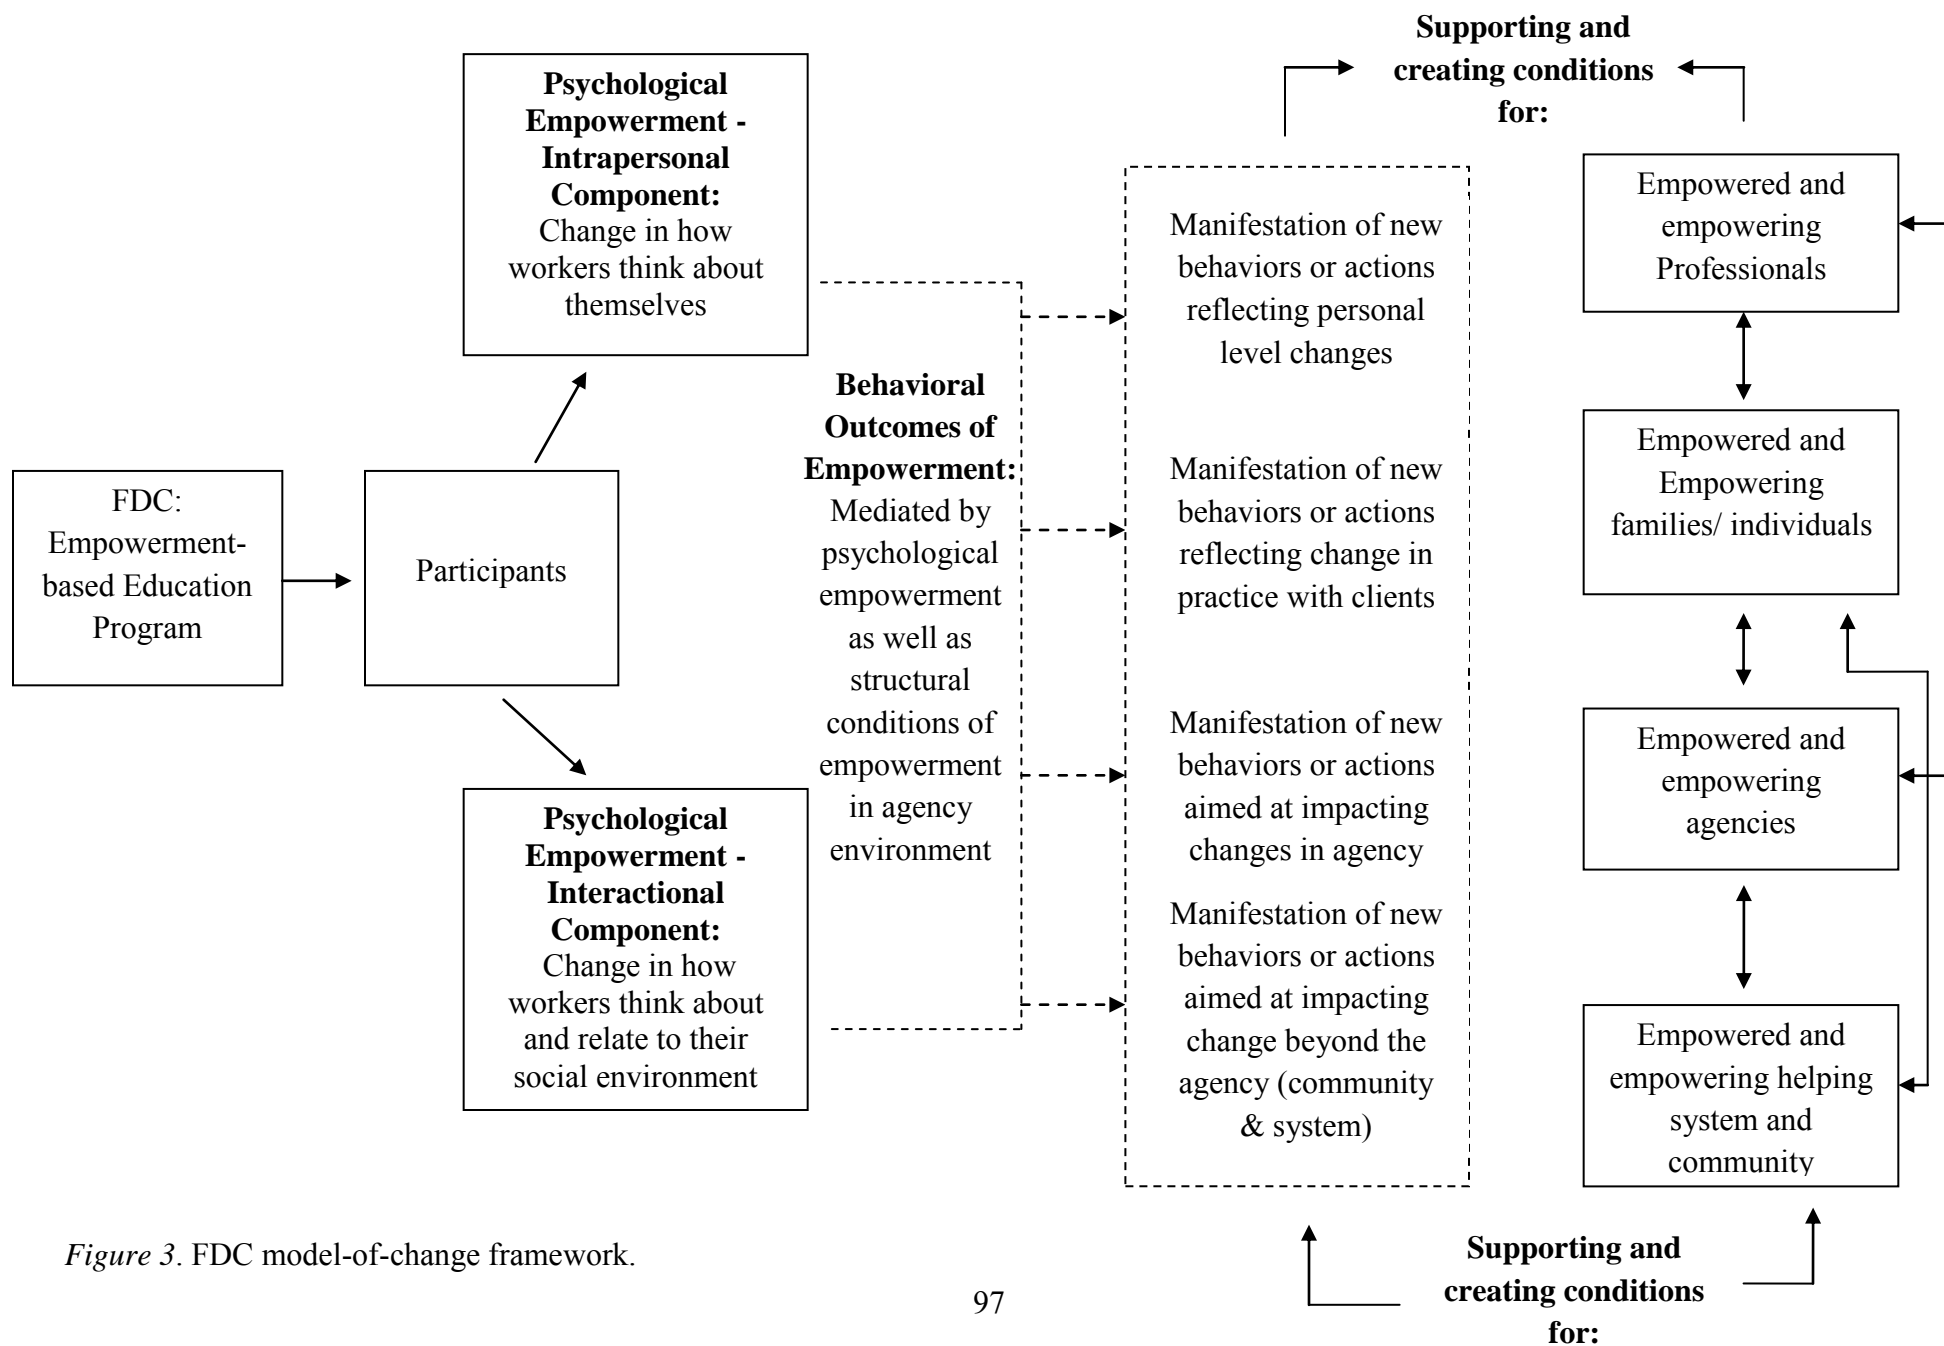 FDC:
Empowerment-
based Education
Program
Participants
Psychological
Empowerment -
Intrapersonal
Component:
Change in how
workers think about
themselves
Psychological
Empowerment -
Interactional
Component:
Change in how
workers think about
and relate to their
social environment
Behavioral
Outcomes of
Empowerment:
Mediated by
psychological
empowerment
as well as
structural
conditions of
empowerment
in agency
environment
Manifestation of new
behaviors or actions
reflecting personal
level changes
Manifestation of new
behaviors or actions
reflecting change in
practice with clients
Manifestation of new
behaviors or actions
aimed at impacting
changes in agency
Manifestation of new
behaviors or actions
aimed at impacting
change beyond the
agency (community
& system)
Supporting and
creating conditions
for:
Empowered and
empowering
Professionals
Empowered and
Empowering
families/ individuals
Empowered and
empowering
agencies
Empowered and
empowering helping
system and
community
Supporting and
creating conditions
for:
Figure 3. FDC model-of-change framework.
97